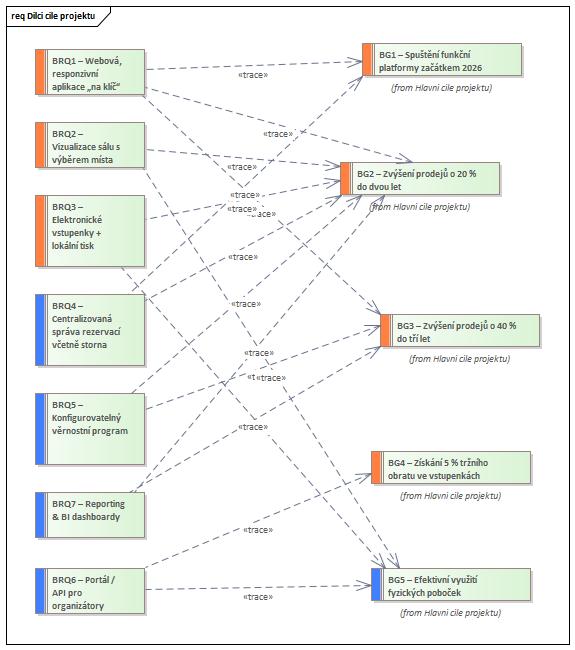 req Dílcí cíle projektu
BRQ1 – Webová,
responzivní
aplikace „na klíč“
BRQ2 –
Vizualizace sálu s
výběrem místa
BRQ3 –
Elektronické
vstupenky +
lokální tisk
BRQ4 –
Centralizovaná
správa rezervací
včetně storna
BRQ5 –
Konfigurovatelný
věrnostní program
BRQ7 – Reporting
& BI dashboardy
BRQ6 – Portál /
API pro
organizátory
«trace»
«trace»
«trace»
«trace»
«trace»
«trace»
«trace»
«trace»
«trace»
«trace»
«trace»
«trace»
BG1 – Spuštění funkční
platformy začátkem 2026
(from Hlavní cíle projektu)
BG2 – Zvýšení prodejů o 20 %
do dvou let
(from Hlavní cíle projektu)
BG3 – Zvýšení prodejů o 40 %
do tří let
(from Hlavní cíle projektu)
BG4 – Získání 5 % tržního
obratu ve vstupenkách
(from Hlavní cíle projektu)
BG5 – Efektivní využití
fyzických poboček
(from Hlavní cíle projektu)